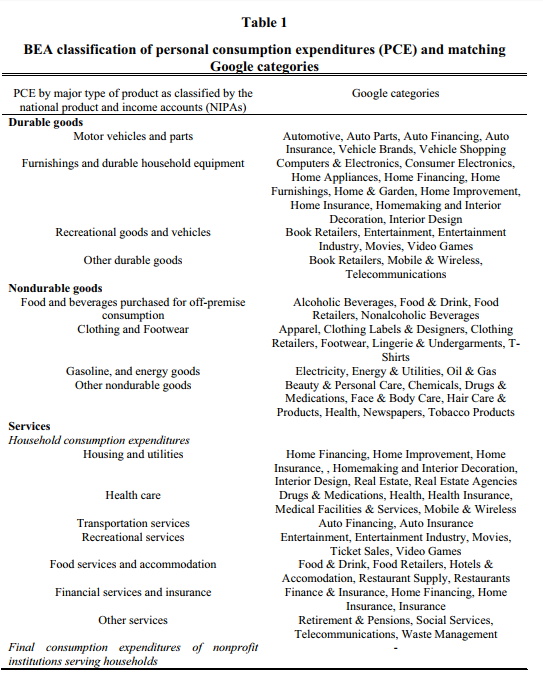 Table 1
BEA classification of personal consumption expenditures (PCE) and matching
Google categories
PCE by major type of product as classified by the
national product and income accounts (NIPAs)
Google categories
Durable goods
Motor vehicles and parts
Automotive, Auto Parts, Auto Financing, Auto
Insurance, Vehicle Brands, Vehicle Shopping
Furnishings and durable household equipment
Computers & Electronics, Consumer Electronics,
Home Appliances, Home Financing, Home
Furnishings, Home & Garden, Home Improvement,
Home Insurance, Homemaking and Interior
Decoration, Interior Design
Recreational goods and vehicles
Book Retailers, Entertainment, Entertainment
Industry, Movies, Video Games
Other durable goods
Book Retailers, Mobile & Wireless,
Telecommunications
Nondurable goods
Food and beverages purchased for off-premise
consumption
Alcoholic Beverages, Food & Drink, Food
Retailers, Nonalcoholic Beverages
Clothing and Footwear
Apparel, Clothing Labels & Designers, Clothing
Retailers, Footwear, Lingerie & Undergarments, T-
Shirts
Gasoline, and energy goods
Electricity, Energy & Utilities, Oil & Gas
Other nondurable goods
Beauty & Personal Care, Chemicals, Drugs &
Medications, Face & Body Care, Hair Care &
Products, Health, Newspapers, Tobacco Products
Services
Household consumption expenditures
Housing and utilities
Home Financing, Home Improvement, Home
Insurance, , Homemaking and Interior Decoration,
Interior Design, Real Estate, Real Estate Agencies
Health care
Drugs & Medications, Health, Health Insurance,
Medical Facilities & Services, Mobile & Wireless
Transportation services
Auto Financing, Auto Insurance
Recreational services
Entertainment, Entertainment Industry, Movies,
Ticket Sales, Video Games
Food services and accommodation
Food & Drink, Food Retailers, Hotels &
Accomodation, Restaurant Supply, Restaurants
Financial services and insurance
Finance & Insurance, Home Financing, Home
Insurance, Insurance
Other services
Retirement & Pensions, Social Services,
Telecommunications, Waste Management
Final consumption expenditures of nonprofit
institutions serving households
-